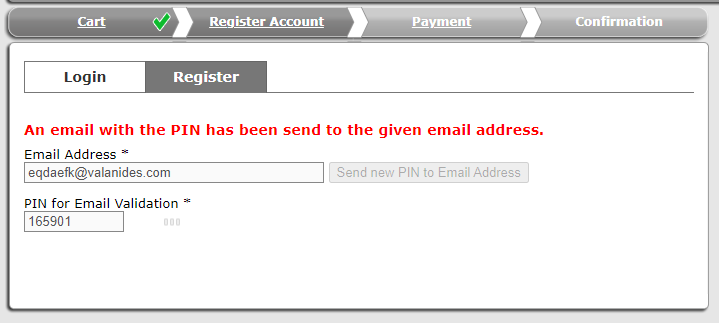 Cart Register Account Payment Confirmation
Login Register
An email with the PIN has been send to the given email address.
Email Address *
eqdaefk@valanides.com Send new PIN to Email Address
PIN for Email Validation *
165901